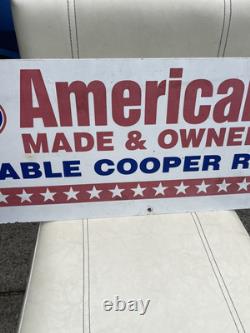 American
MADE & OWNE
ABLE COOPER R
ebay